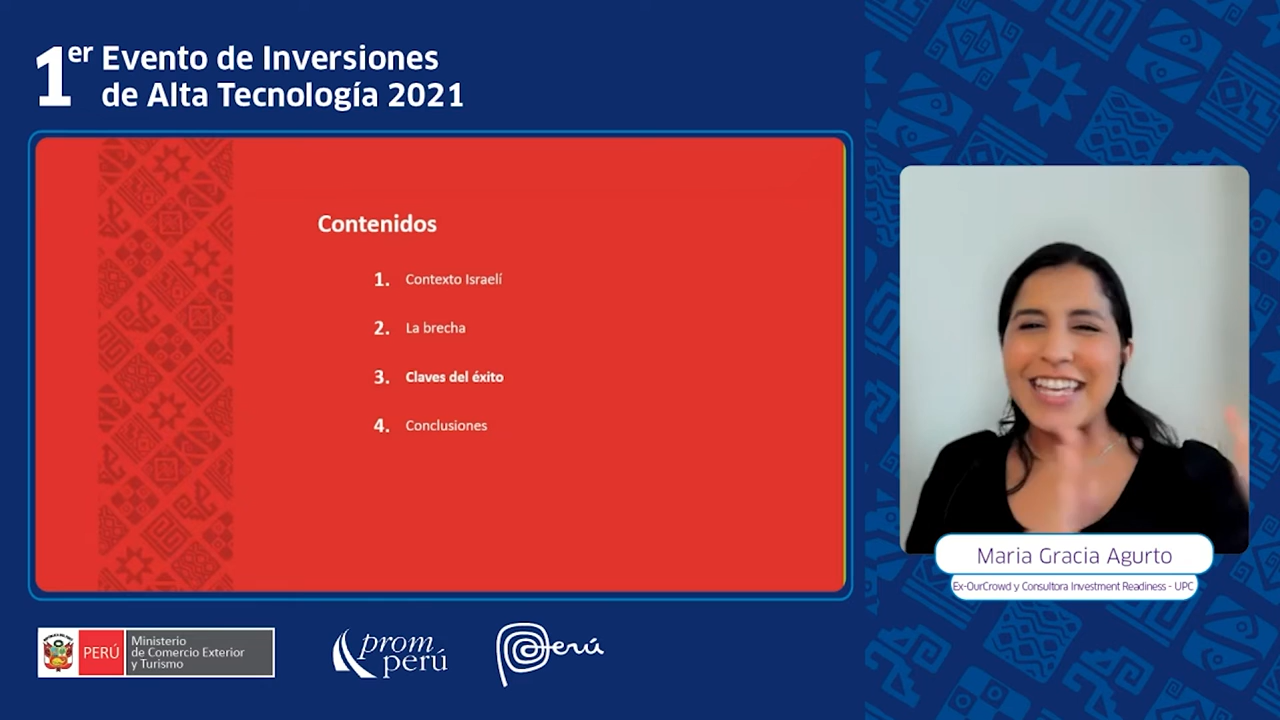 1er Evento de Inversiones
de Alta Tecnología 2021
Contenidos
1. Contexto Israelí
2. La brecha
3. Claves del éxito
4. Conclusiones
Maria Gracia Agurto
Ex-OurCrowd y Consultora Investment Readiness - UPC
PERÚ
Ministerio
de Comercio Exterior
y Turismo
prom
perú
Perú